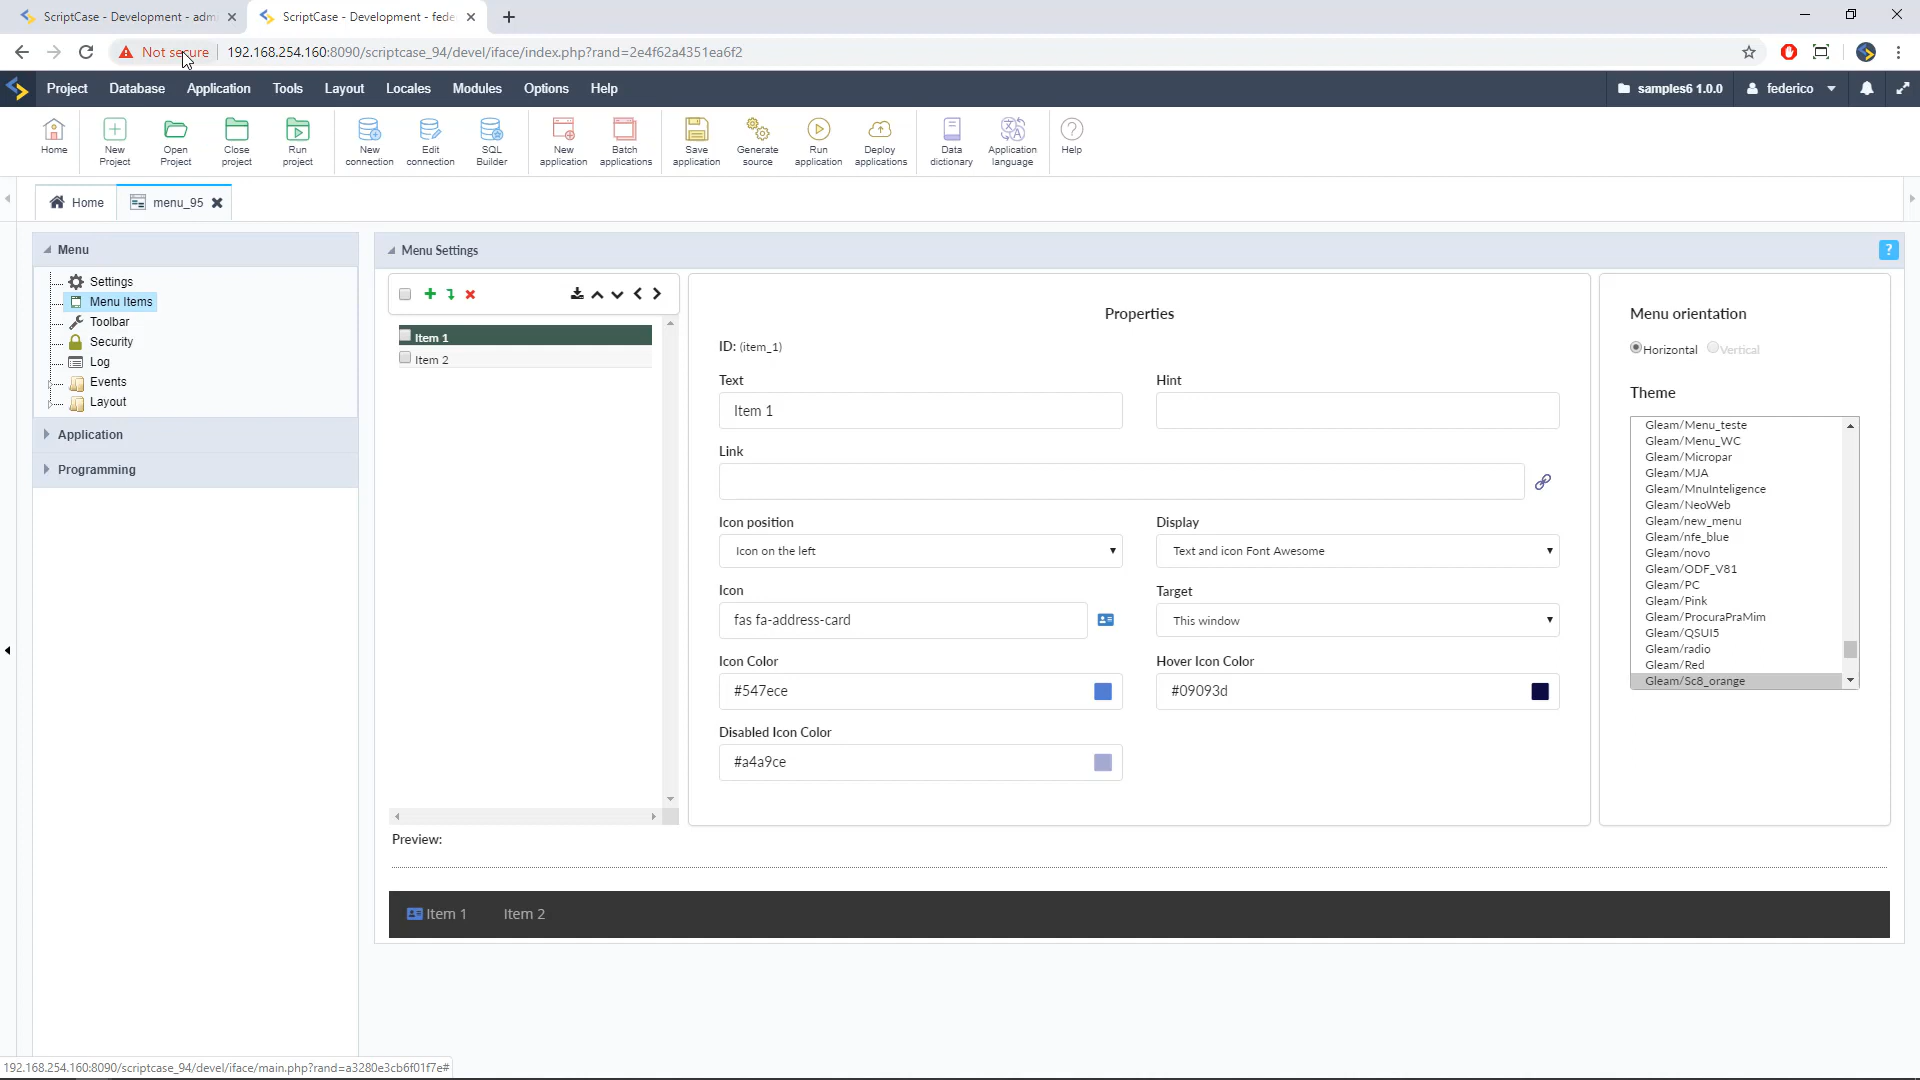 ScriptCase - Development - adm
ScriptCase - Development - fede
Not secure
192.168.254.160:8090/scriptcase_94/devel/iface/index.php?rand=2e4f62a4351ea6f2
Project Database Application Tools Layout Locales Modules Options Help
samples6 1.0.0 federico
Home
New Project
Open Project
Close project
Run project
New connection
Edit connection
SQL Builder
New application
Batch applications
Save application
Generate source
Run application
Deploy applications
Data dictionary
Application language
Help
Home
menu_95
Menu
Settings
Menu Items
Toolbar
Security
Log
Events
Layout
Application
Programming
Menu Settings
?
Item 1
Item 2
Properties
ID: (item_1)
Text
Item 1
Hint
Link
Icon position
Icon on the left
Display
Text and icon Font Awesome
Icon
fas fa-address-card
Target
This window
Icon Color
#547ece
Hover Icon Color
#09093d
Disabled Icon Color
#a4a9ce
Menu orientation
Horizontal Vertical
Theme
Gleam/Menu_teste
Gleam/Menu_WC
Gleam/Micropar
Gleam/MJA
Gleam/MnuInteligence
Gleam/NeoWeb
Gleam/new_menu
Gleam/nfe_blue
Gleam/novo
Gleam/ODF_V81
Gleam/PC
Gleam/Pink
Gleam/ProcuraPraMim
Gleam/QSUI5
Gleam/radio
Gleam/Red
Gleam/Sc8_orange
Preview:
Item 1 Item 2
192.168.254.160:8090/scriptcase_94/devel/iface/main.php?rand=a3280e3cb6f01f7e#